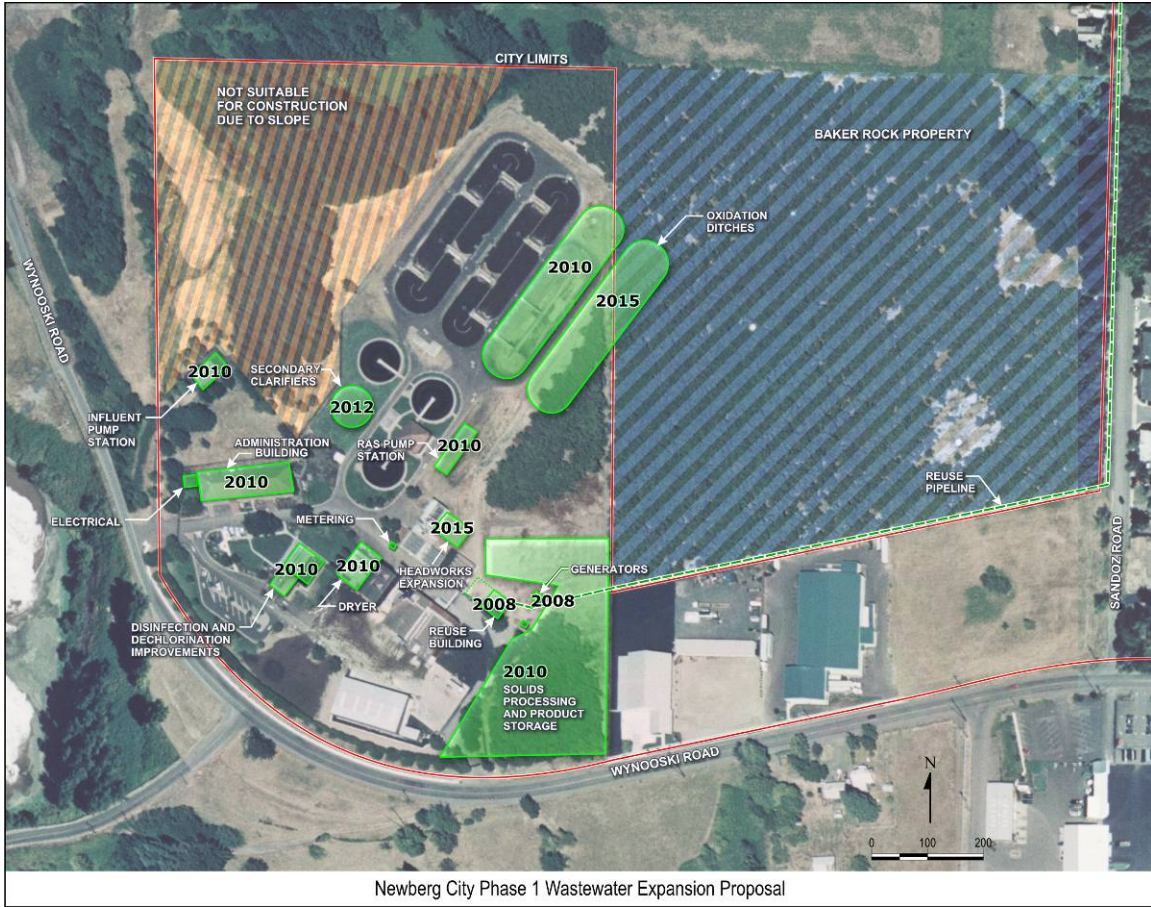 CITY LIMITS
NOT SUITABLE
FOR CONSTRUCTION
DUE TO SLOPE
BAKER ROCK PROPERTY
OXIDATION
DITCHES
2010
2015
WYNOOSKI ROAD
2010
SECONDARY
CLARIFIERS
2012
INFLUENT
PUMP
STATION
ADMINISTRATION
BUILDING
2010
RAS PUMP
STATION
2010
ELECTRICAL
METERING
2015
HEADWORKS
EXPANSION
REUSE
PIPELINE
SANDOZ ROAD
2010
2010
DRYER
DISINFECTION AND
DECHLORINATION
IMPROVEMENTS
GENERATORS
2008
2008
REUSE
BUILDING
2010
SOLIDS
PROCESSING
AND PRODUCT
STORAGE
WYNOOSKI ROAD
N
0 100 200
Newberg City Phase 1 Wastewater Expansion Proposal